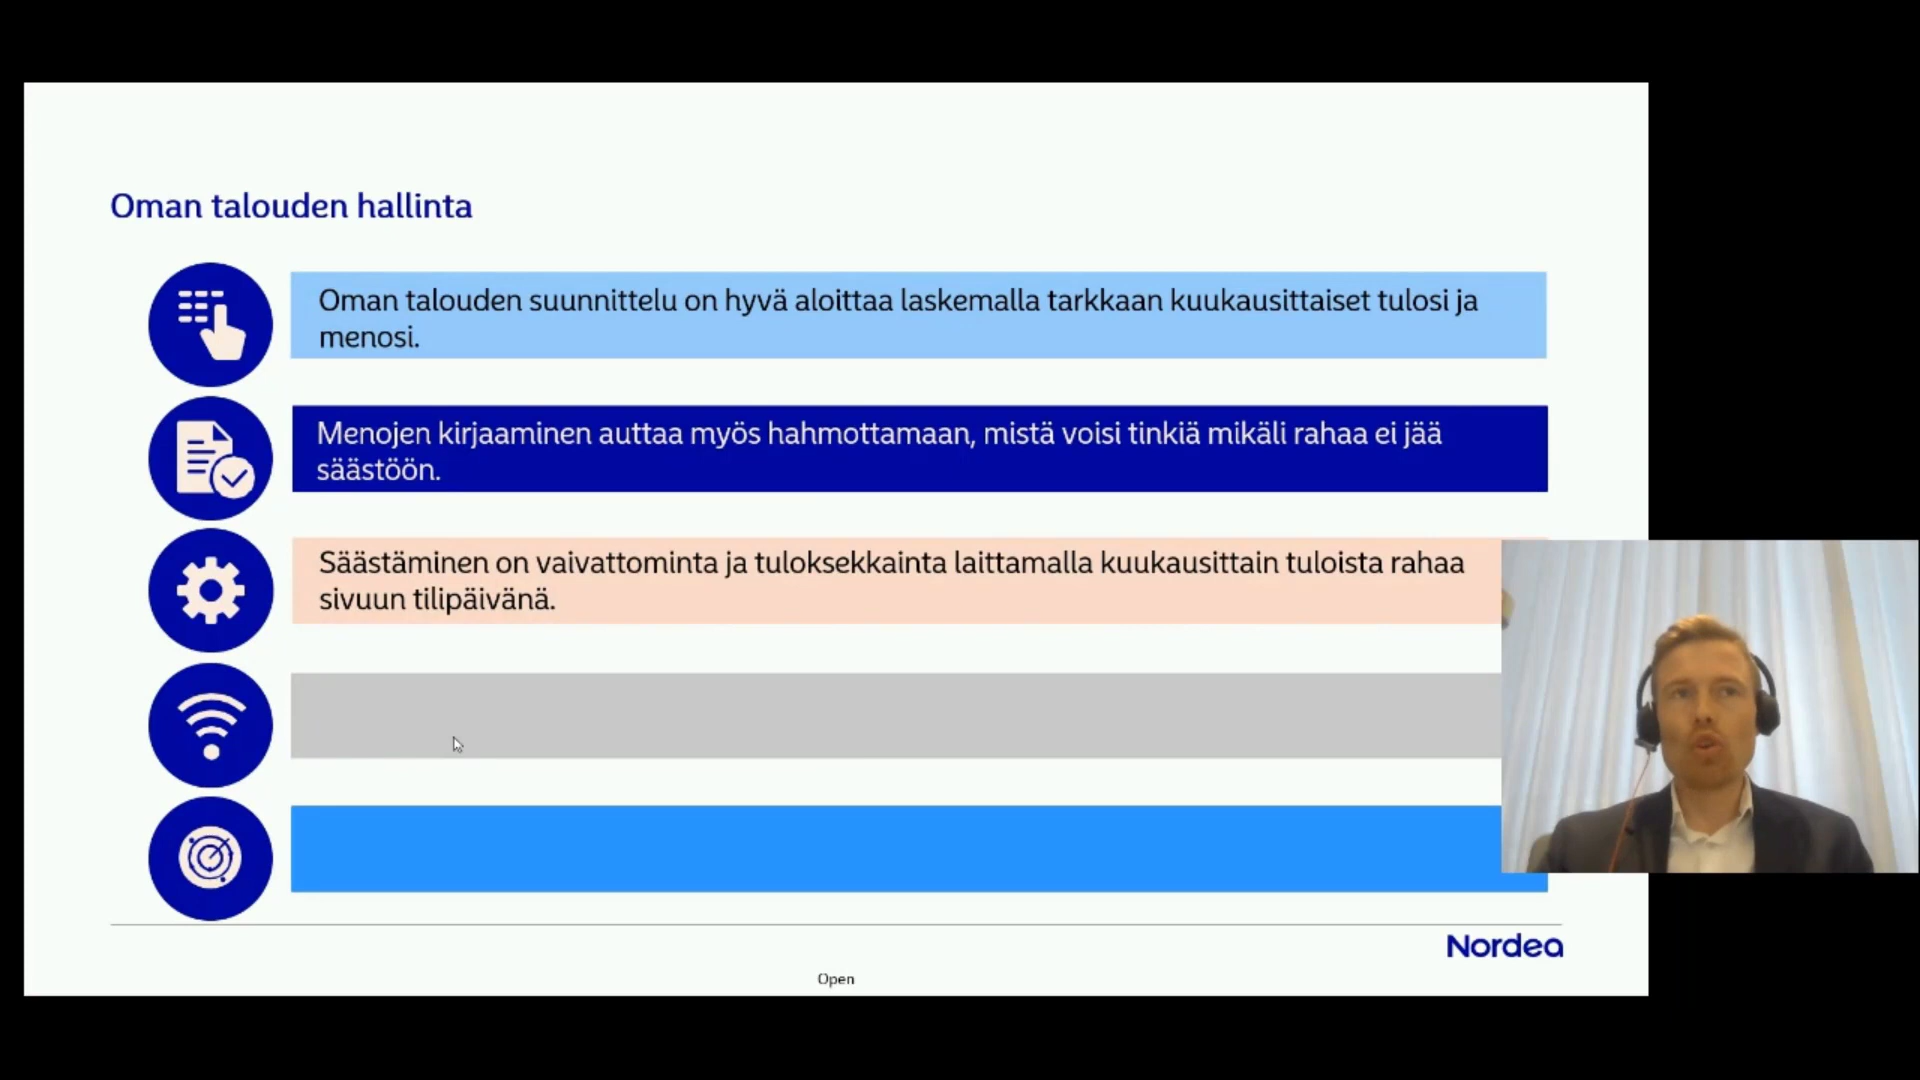 Oman talouden hallinta
Oman talouden suunnittelu on hyvä aloittaa laskemalla tarkkaan kuukausittaiset tulosi ja
menosi.
Menojen kirjaaminen auttaa myös hahmottamaan, mistä voisi tinkiä mikäli rahaa ei jää
säästöön.
Säästäminen on vaivattominta ja tuloksekkainta laittamalla kuukausittain tuloista rahaa
sivuun tilipäivänä.
Nordea
Open